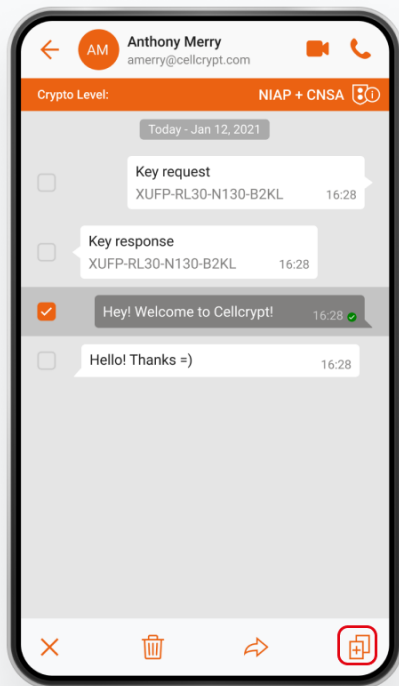 AM
Anthony Merry
amerry@cellcrypt.com
Crypto Level:
NIAP + CNSA
Today - Jan 12, 2021
Key request
XUFP-RL30-N130-B2KL 16:28
Key response
XUFP-RL30-N130-B2KL 16:28
Hey! Welcome to Cellcrypt! 16:28
Hello! Thanks =) 16:28